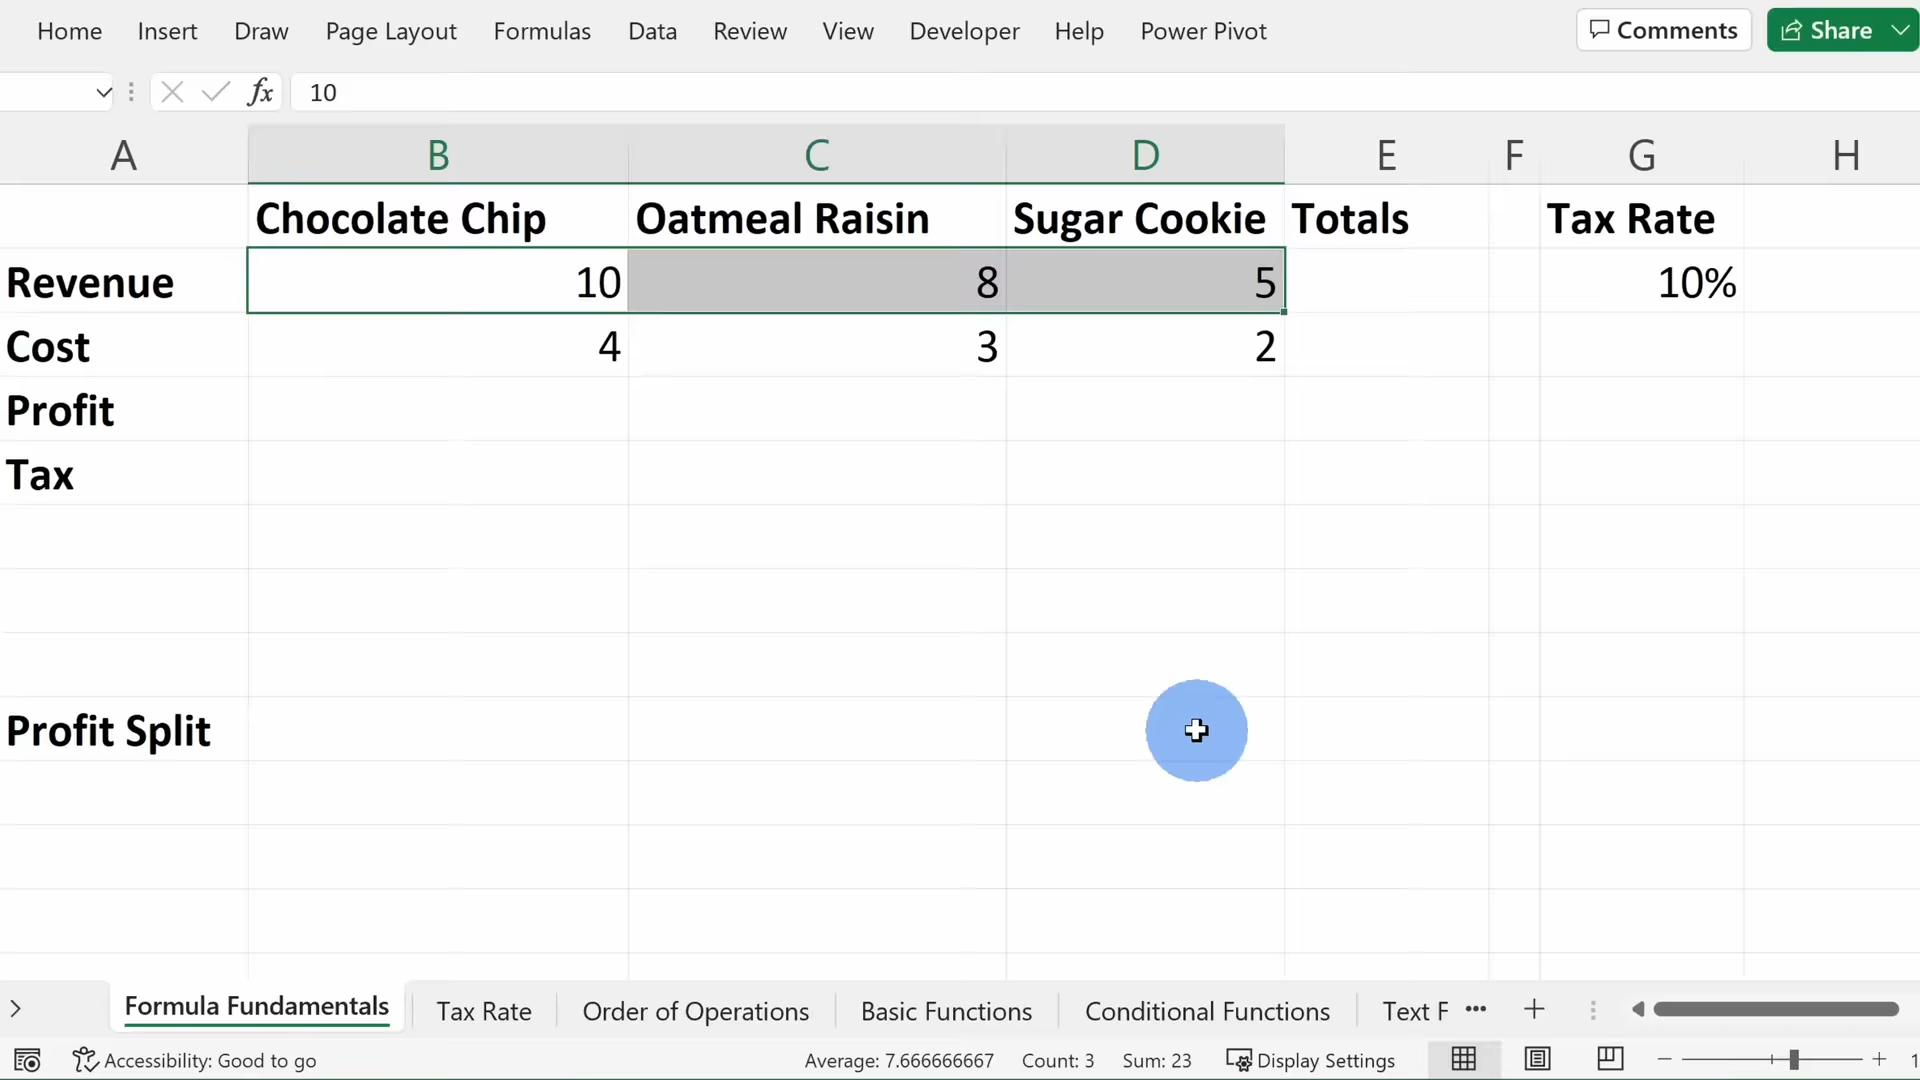 Home Insert Draw Page Layout Formulas Data Review View Developer Help Power Pivot Comments Share
fx 10
A B C D E F G H
Chocolate Chip Oatmeal Raisin Sugar Cookie Totals Tax Rate
Revenue 10 8 5 10%
Cost 4 3 2
Profit
Tax
Profit Split
Formula Fundamentals Tax Rate Order of Operations Basic Functions Conditional Functions Text F ···
Accessibility: Good to go Average: 7.666666667 Count: 3 Sum: 23 Display Settings 1